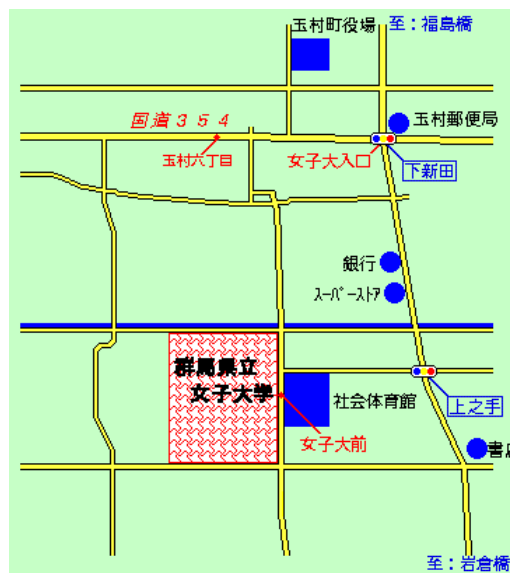 玉村町役場
至：福島橋
国道３５４
玉村郵便局
玉村六丁目
女子大入口
下新田
銀行
ｽｰﾊﾟｰｽﾄｱ
群馬県立
女子大学
社会体育館
上之手
女子大前
書店
至：岩倉橋